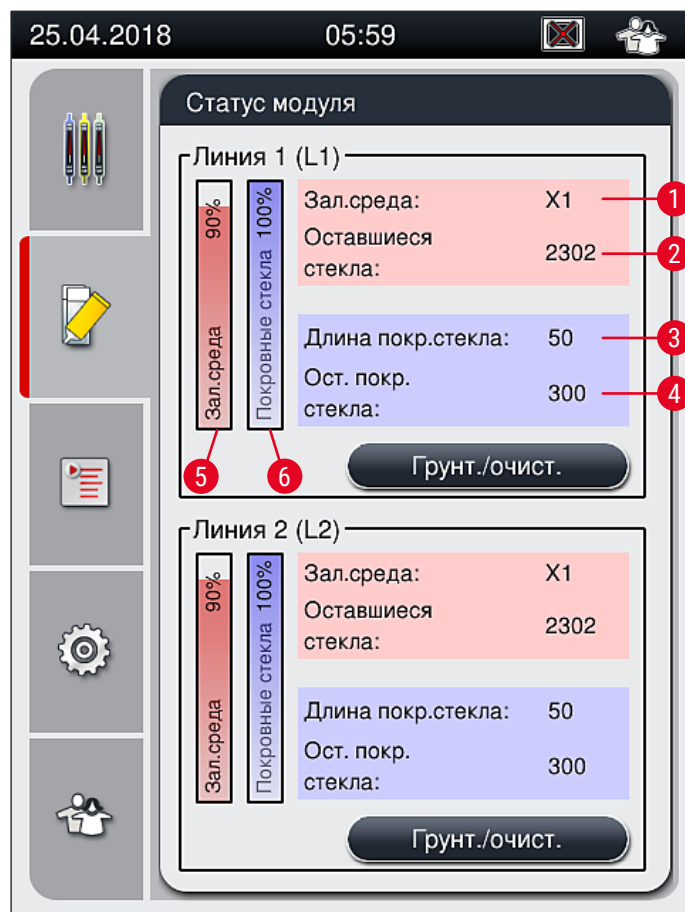 25.04.2018 05:59
Статус модуля
Линия 1 (L1)
90%
Зал.среда
Покровные стекла 100%
Зал.среда: X1 1
Оставшиеся
стекла: 2302 2
Длина покр.стекла: 50 3
Ост. покр.
стекла: 300 4
5 6
Грунт./очист.
Линия 2 (L2)
90%
Зал.среда
Покровные стекла 100%
Зал.среда: X1
Оставшиеся
стекла: 2302
Длина покр.стекла: 50
Ост. покр.
стекла: 300
Грунт./очист.